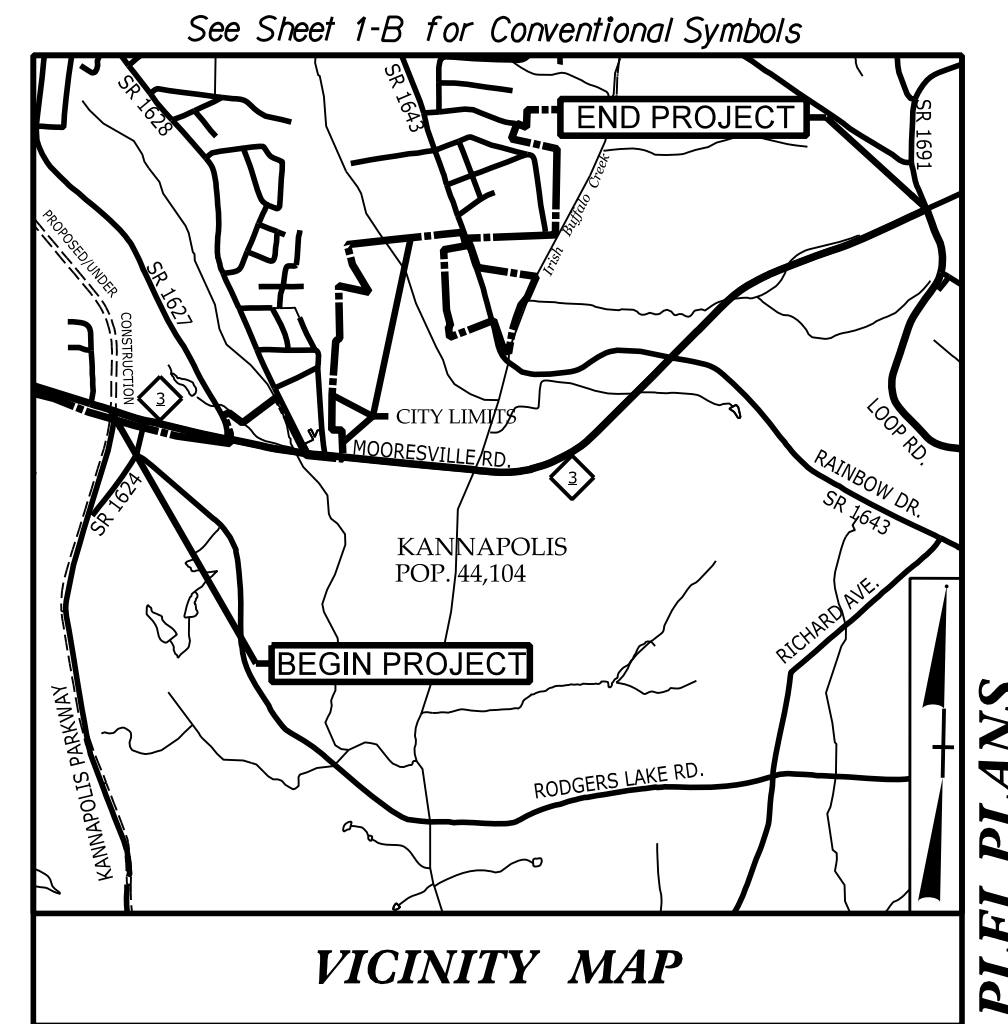 See Sheet 1-B for Conventional Symbols
SR 1628
SR 1643
END PROJECT
SR 1691
Irish Buffalo Creek
PROPOSED/UNDER
CONSTRUCTION
SR 1627
3
CITY LIMITS
MOORESVILLE RD.
3
LOOP RD.
RAINBOW DR.
SR 1643
SR 1624
KANNAPOLIS
POP. 44,104
RICHARD AVE.
BEGIN PROJECT
KANNAPOLIS PARKWAY
RODGERS LAKE RD.
VICINITY MAP
PLANS